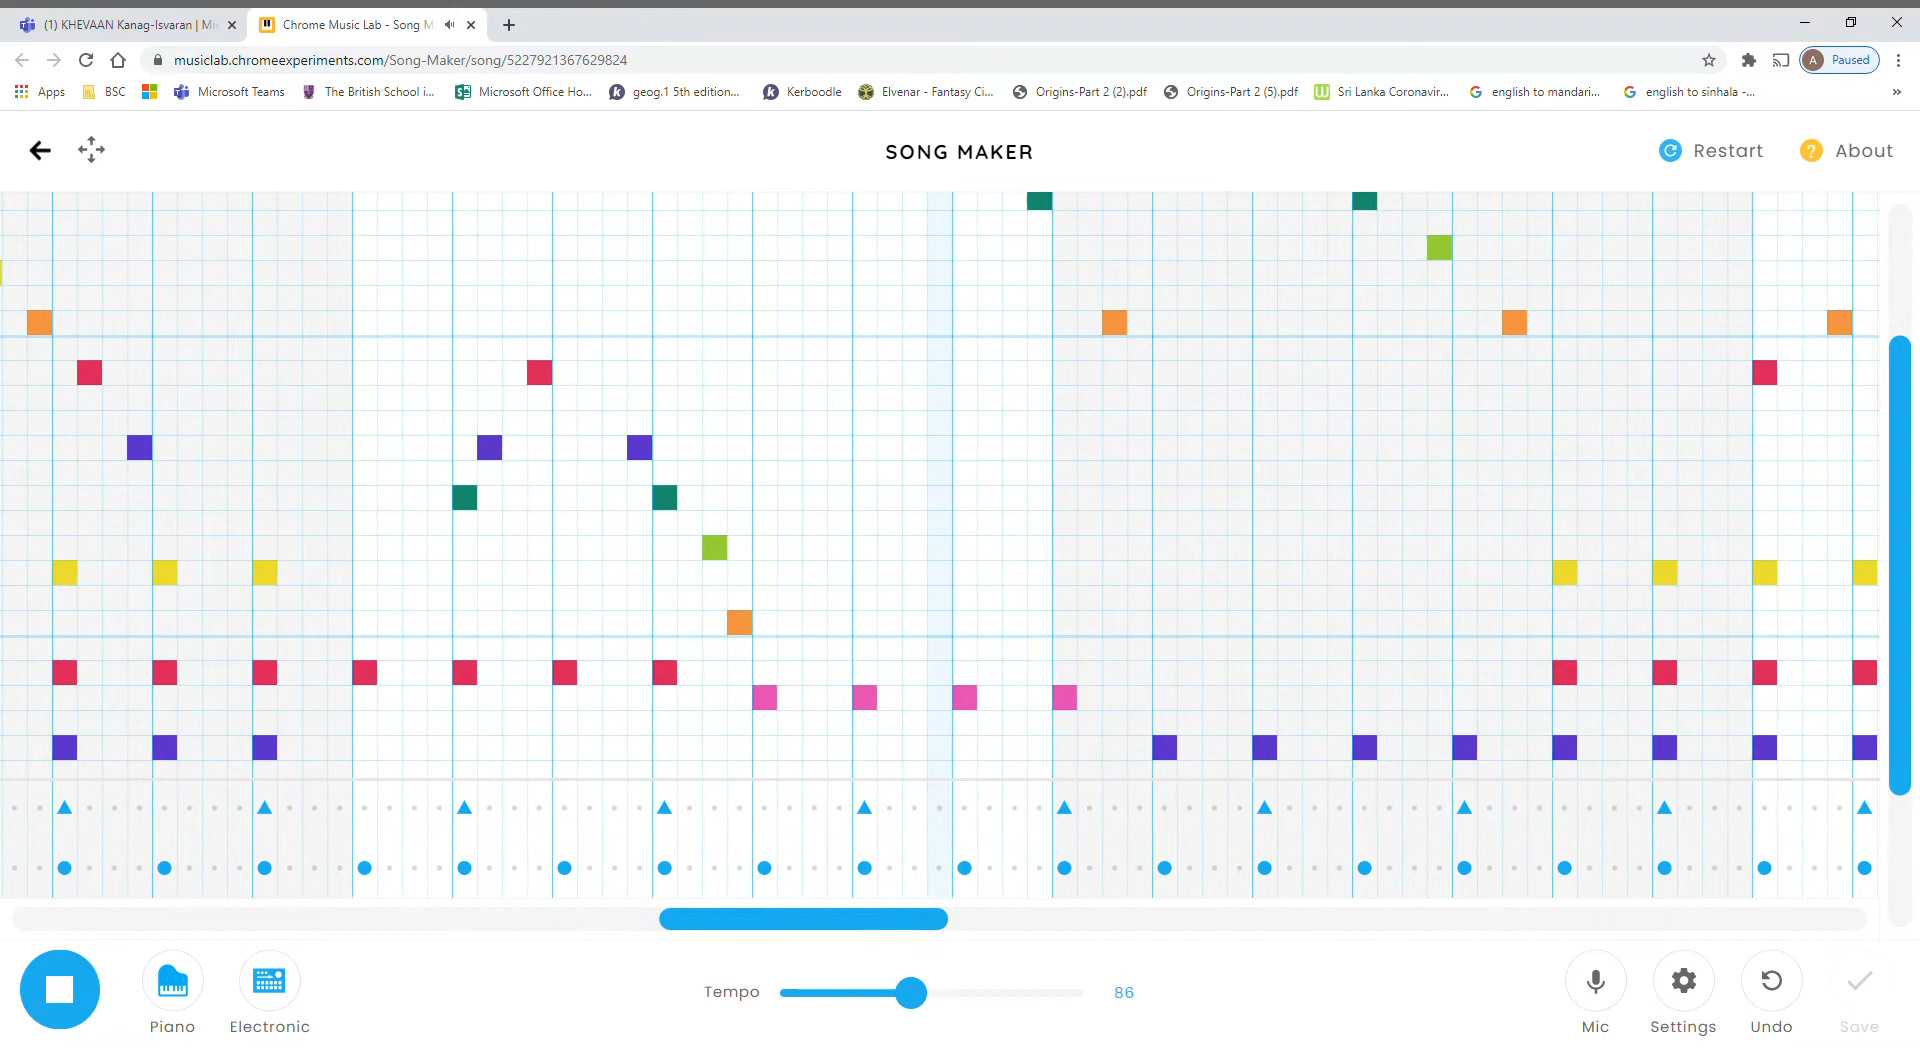 (1) KHEVAAN Kanag-Isvaran | Mi
Chrome Music Lab - Song M
musiclab.chromeexperiments.com/Song-Maker/song/5227921367629824
A Paused
Apps BSC Microsoft Teams The British School i... Microsoft Office Ho... geog.1 5th edition... Kerboodle Elvenar - Fantasy Ci... Origins-Part 2 (2).pdf Origins-Part 2 (5).pdf Sri Lanka Coronavir... english to mandari... english to sinhala -...
SONG MAKER
Restart
? About
Tempo 86
Piano Electronic Mic Settings Undo Save